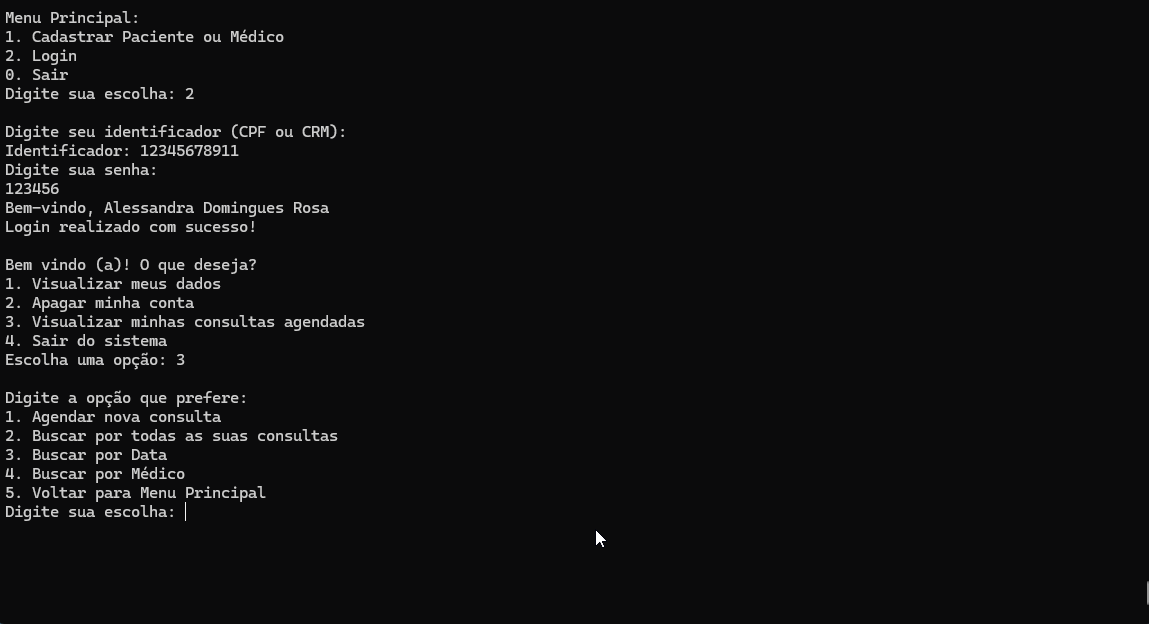 Menu Principal:
1. Cadastrar Paciente ou Médico
2. Login
0. Sair
Digite sua escolha: 2
Digite seu identificador (CPF ou CRM):
Identificador: 12345678911
Digite sua senha:
123456
Bem-vindo, Alessandra Domingues Rosa
Login realizado com sucesso!
Bem vindo (a)! O que deseja?
1. Visualizar meus dados
2. Apagar minha conta
3. Visualizar minhas consultas agendadas
4. Sair do sistema
Escolha uma opção: 3
Digite a opção que prefere:
1. Agendar nova consulta
2. Buscar por todas as suas consultas
3. Buscar por Data
4. Buscar por Médico
5. Voltar para Menu Principal
Digite sua escolha: